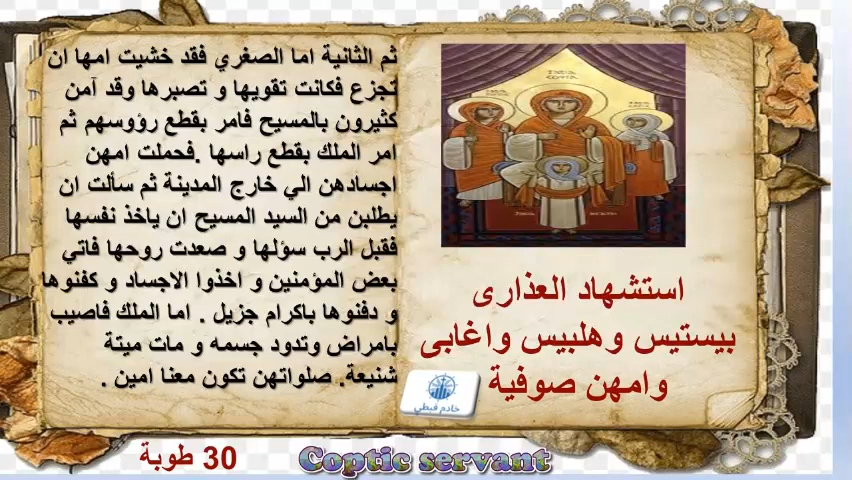 استشهاد العذارى
بيستيس وهلبيس واغابى
وامهن صوفية
ثم الثانية اما الصغري فقد خشيت امها ان
تجزع فكانت تقويها و تصبرها وقد آمن
كثيرون بالمسيح فامر بقطع رؤوسهم ثم
امر الملك بقطع راسها .فحملت امهن
اجسادهن الي خارج المدينة ثم سألت ان
يطلبن من السيد المسيح ان ياخذ نفسها
فقبل الرب سؤلها و صعدت روحها فاتي
بعض المؤمنين و اخذوا الاجساد و كفنوها
و دفنوها باكرام جزيل . اما الملك فاصيب
بامراض وتدود جسمه و مات ميتة
شنيعة. صلواتهن تكون معنا امين .
خادم قبطي
30 طوبة
Coptic servant